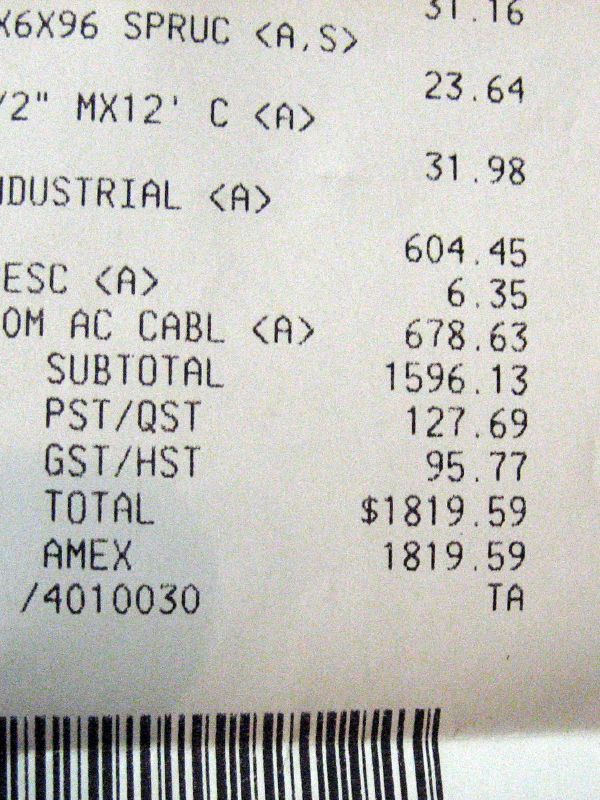 31.16
X6X96 SPRUC <A,S>
23.64
/2" MX12' C <A>
31.98
NDUSTRIAL <A>
604.45
ESC <A> 6.35
OM AC CABL <A> 678.63
SUBTOTAL 1596.13
PST/QST 127.69
GST/HST 95.77
TOTAL $1819.59
AMEX 1819.59
/4010030 TA